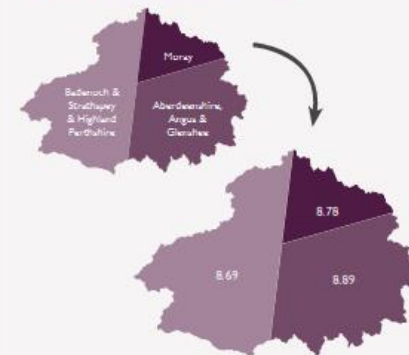 Moray
Badenoch &
Strathspey
& Highland
Perthshire
Aberdeenshire,
Angus &
Glenshee
8.78
8.69
8.89